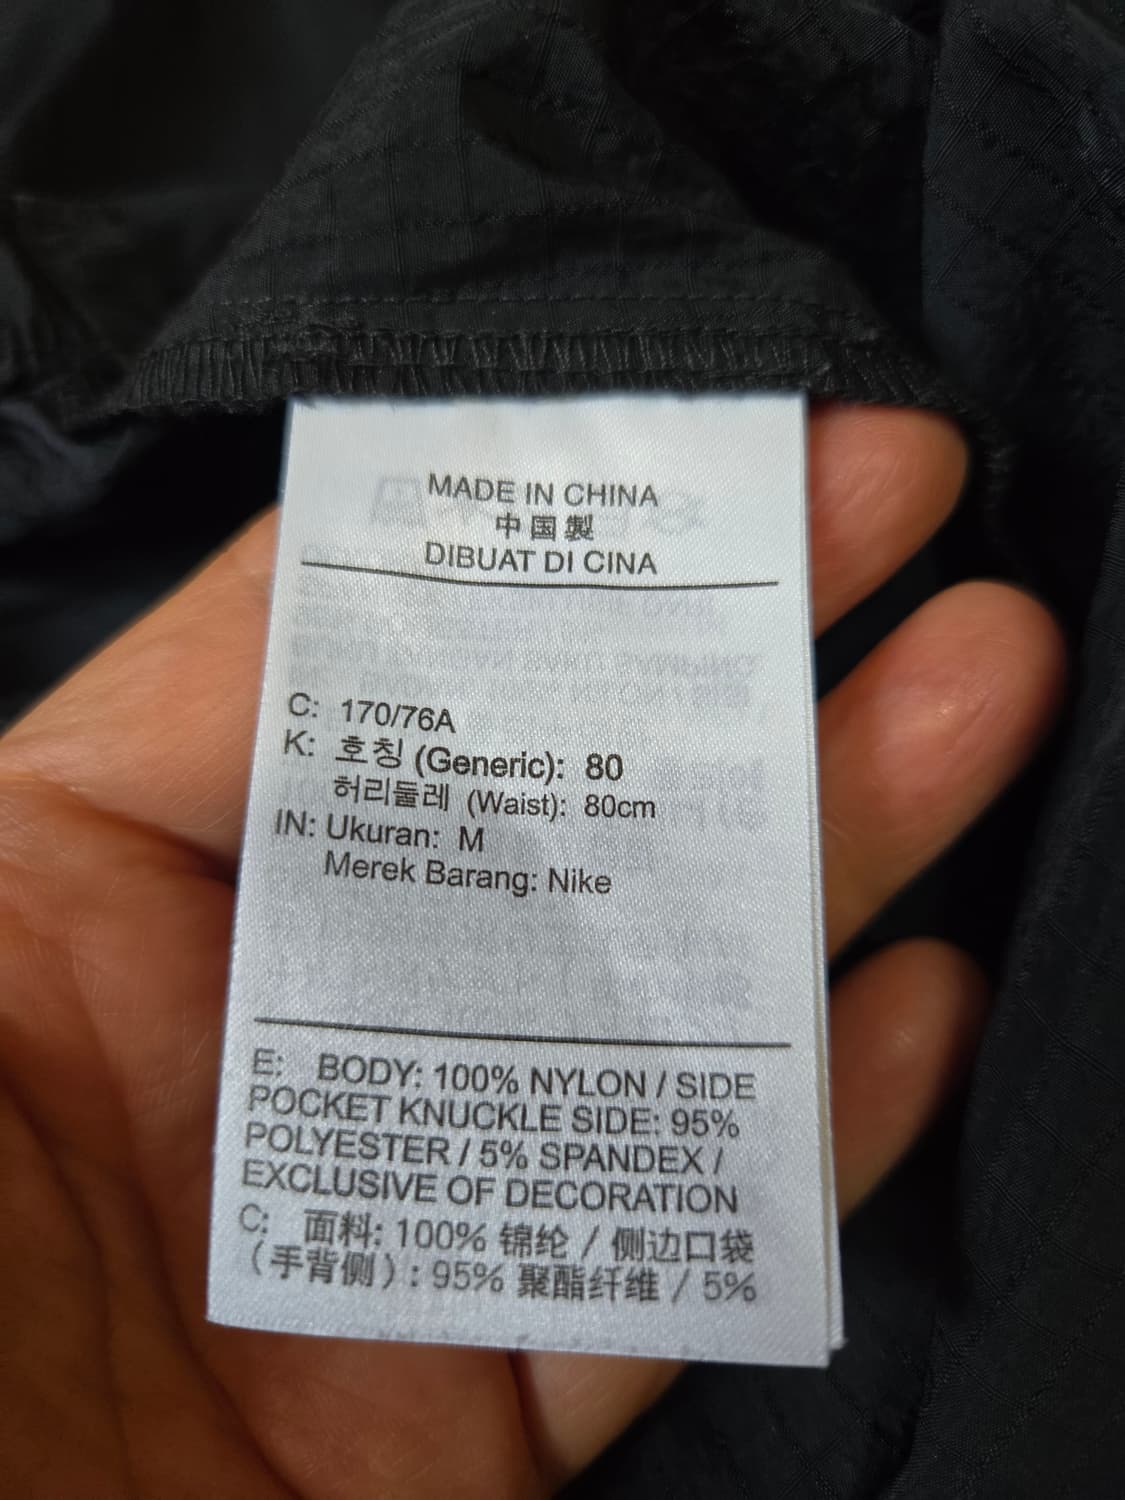 MADE IN CHINA
中国製
DIBUAT DI CINA
C: 170/76A
K: 호칭 (Generic): 80
허리둘레 (Waist): 80cm
IN: Ukuran: M
Merek Barang: Nike
E: BODY: 100% NYLON / SIDE
POCKET KNUCKLE SIDE: 95%
POLYESTER / 5% SPANDEX /
EXCLUSIVE OF DECORATION
C: 面料: 100% 锦纶 / 侧边口袋
（手背侧）: 95% 聚酯纤维 / 5%